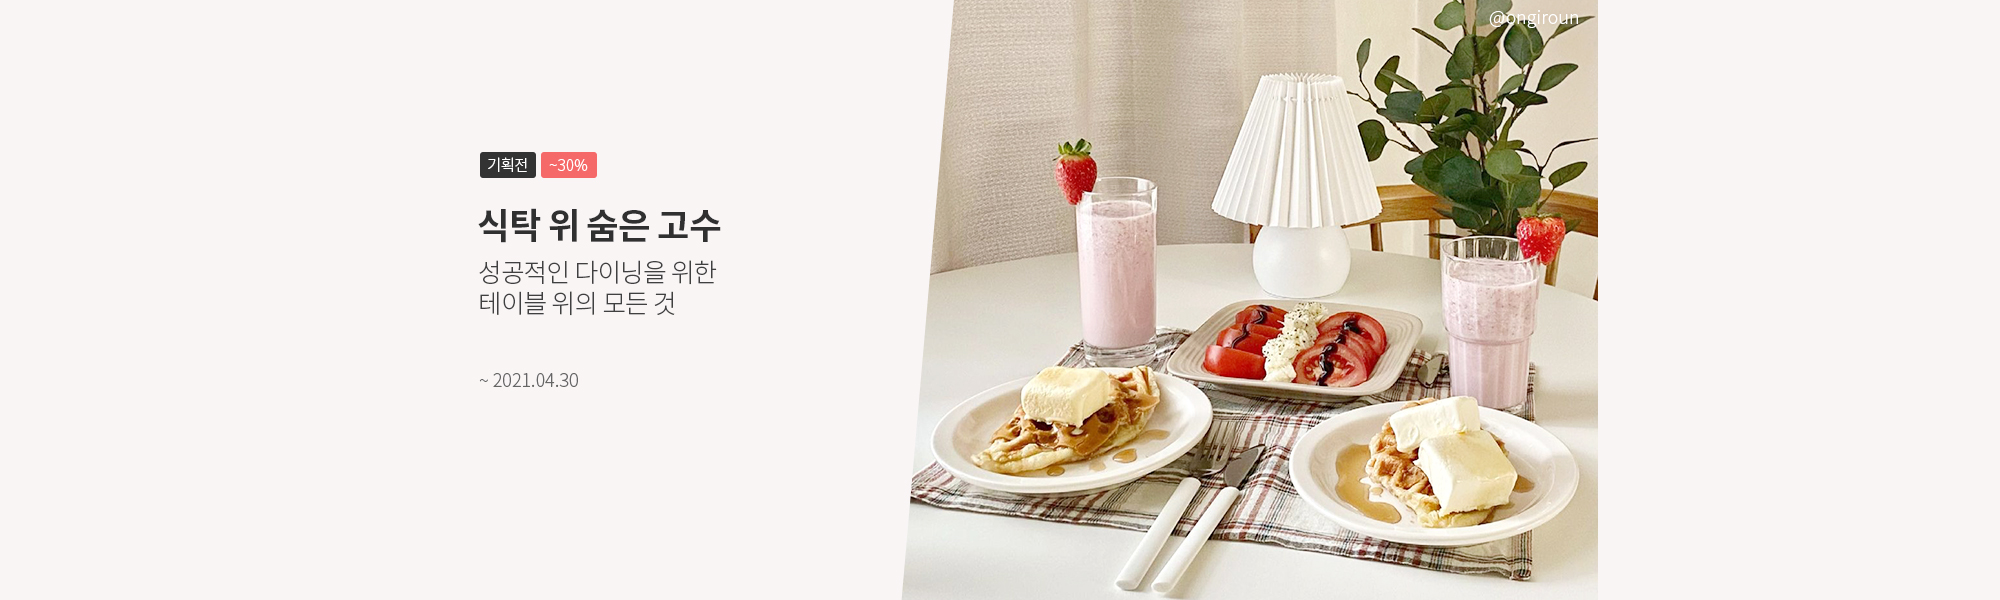 기획전 ~30%
식탁 위 숨은 고수
성공적인 다이닝을 위한
테이블 위의 모든 것
~ 2021.04.30
@ongiroun